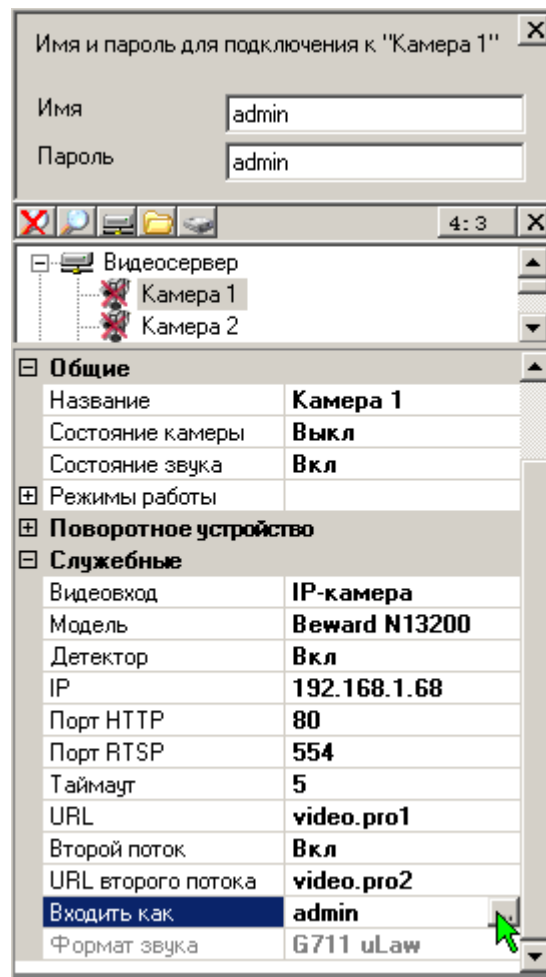 Имя и пароль для подключения к "Камера 1"
Имя admin
Пароль admin
4:3
Видеосервер
Камера 1
Камера 2
Общие
Название Камера 1
Состояние камеры Выкл
Состояние звука Вкл
Режимы работы
Поворотное устройство
Служебные
Видеовход IP-камера
Модель Beward N13200
Детектор Вкл
IP 192.168.1.68
Порт HTTP 80
Порт RTSP 554
Таймаут 5
URL video.pro1
Второй поток Вкл
URL второго потока video.pro2
Входить как admin ...
Формат звука G711 uLaw